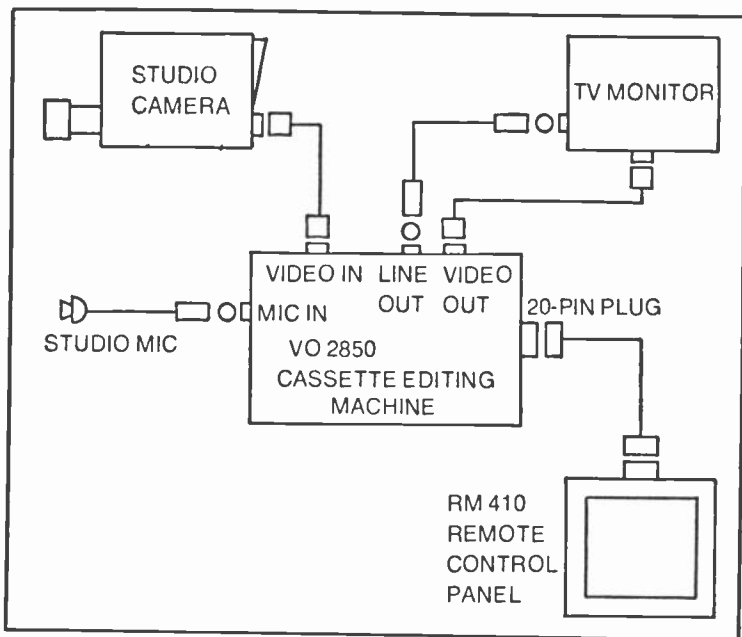 STUDIO
CAMERA
TV MONITOR
VIDEO IN
LINE
OUT
VIDEO
OUT
MIC IN
STUDIO MIC
20-PIN PLUG
VO 2850
CASSETTE EDITING
MACHINE
RM 410
REMOTE
CONTROL
PANEL